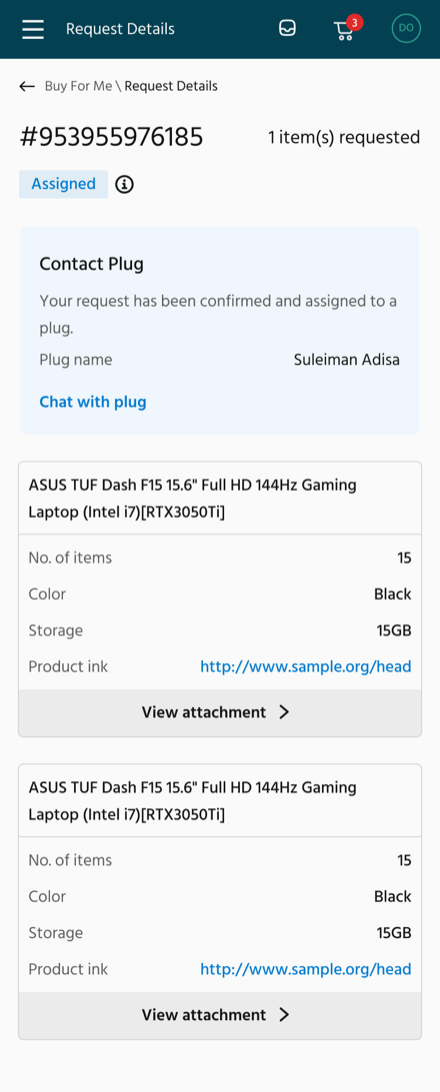 Request Details
3
DO
Buy For Me \ Request Details
#953955976185
1 item(s) requested
Assigned
Contact Plug
Your request has been confirmed and assigned to a
plug.
Plug name
Suleiman Adisa
Chat with plug
ASUS TUF Dash F15 15.6" Full HD 144Hz Gaming
Laptop (Intel i7)[RTX3050Ti]
No. of items
15
Color
Black
Storage
15GB
Product ink
http://www.sample.org/head
View attachment
ASUS TUF Dash F15 15.6" Full HD 144Hz Gaming
Laptop (Intel i7)[RTX3050Ti]
No. of items
15
Color
Black
Storage
15GB
Product ink
http://www.sample.org/head
View attachment